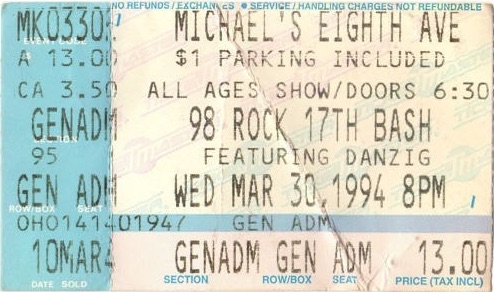 NO REFUNDS/EXCHANGES • SERVICE / HANDLING CHARGES NOT REFUNDABLE
MK0330 MICHAEL'S EIGHTH AVE
EVENT CODE
A 13.00 $1 PARKING INCLUDED
CA 3.50 ALL AGES SHOW/DOORS 6:30
GENADM 98 ROCK 17TH BASH
95 FEATURING DANZIG
GEN ADM WED MAR 30,1994 8PM
ROW/BOX SEAT
GEN ADM
10MAR4 GENADM GEN ADM 13.00
DATE SOLD SECTION ROW/BOX SEAT PRICE (TAX INCL)